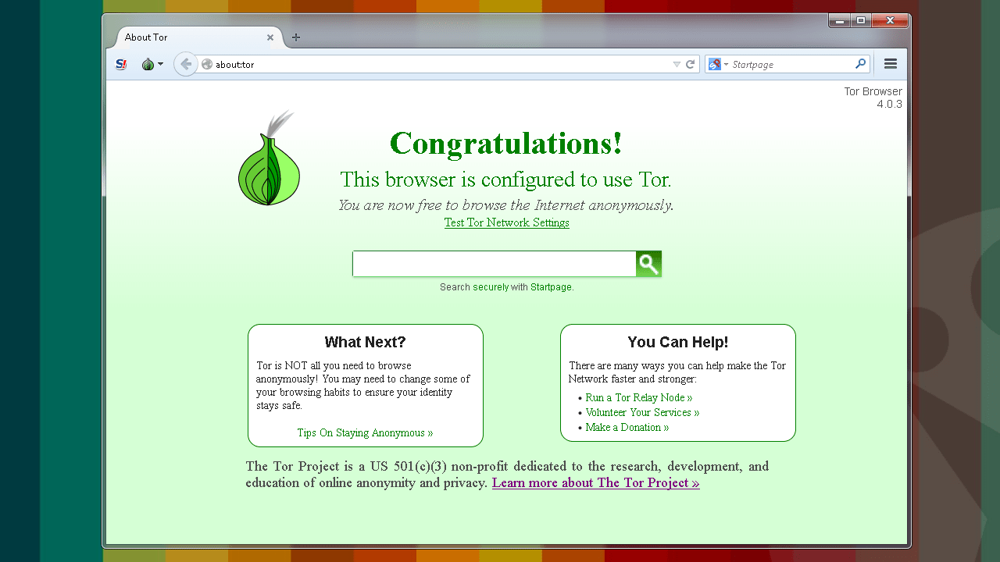 About Tor
S!
about:tor
Startpage
Tor Browser
4.0.3
Congratulations!
This browser is configured to use Tor.
You are now free to browse the Internet anonymously.
Test Tor Network Settings
Search securely with Startpage.
What Next?
Tor is NOT all you need to browse
anonymously! You may need to change some of
your browsing habits to ensure your identity
stays safe.
Tips On Staying Anonymous »
You Can Help!
There are many ways you can help make the Tor
Network faster and stronger:
• Run a Tor Relay Node »
• Volunteer Your Services »
• Make a Donation »
The Tor Project is a US 501(c)(3) non-profit dedicated to the research, development, and
education of online anonymity and privacy. Learn more about The Tor Project »